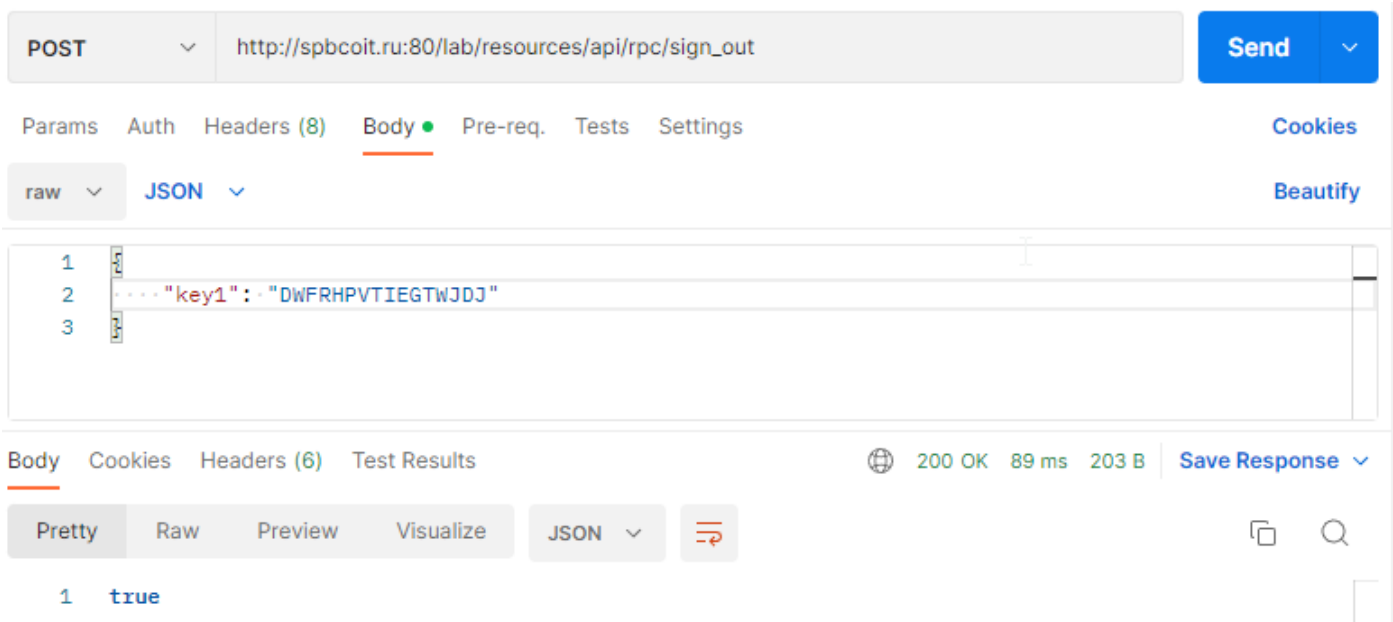 POST http://spbcoit.ru:80/lab/resources/api/rpc/sign_out Send
Params Auth Headers (8) Body Pre-req. Tests Settings Cookies
raw JSON Beautify
1 {
2 ····"key1":·"DWFRHPVTIEGTWJDJ"
3 }
Body Cookies Headers (6) Test Results 200 OK 89 ms 203 B Save Response
Pretty Raw Preview Visualize JSON
1 true